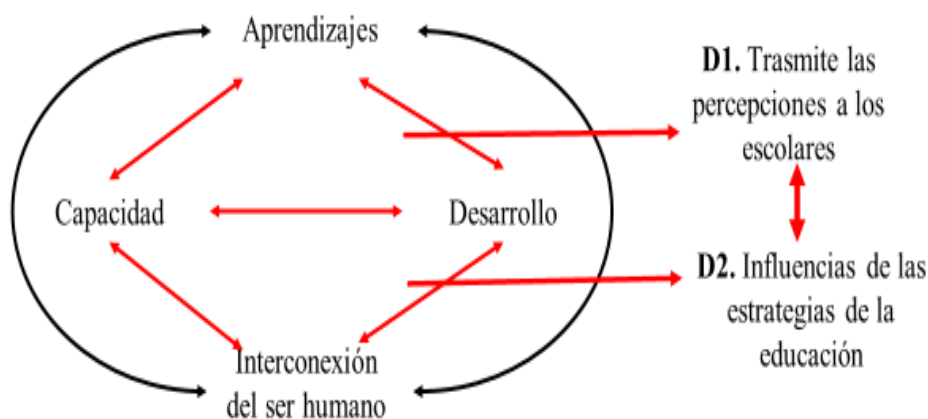 Aprendizajes
Capacidad
Desarrollo
Interconexión
del ser humano
D1. Trasmite las
percepciones a los
escolares
D2. Influencias de las
estrategias de la
educación